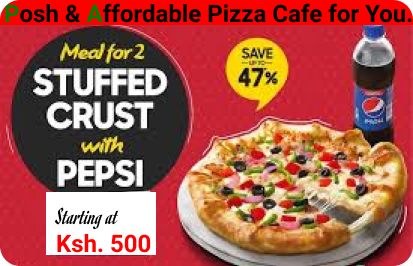 Posh & Affordable Pizza Cafe for You.
Meal for 2
STUFFED
CRUST
with
PEPSI
SAVE
UP TO
47%
pepsi
Starting at
Ksh. 500